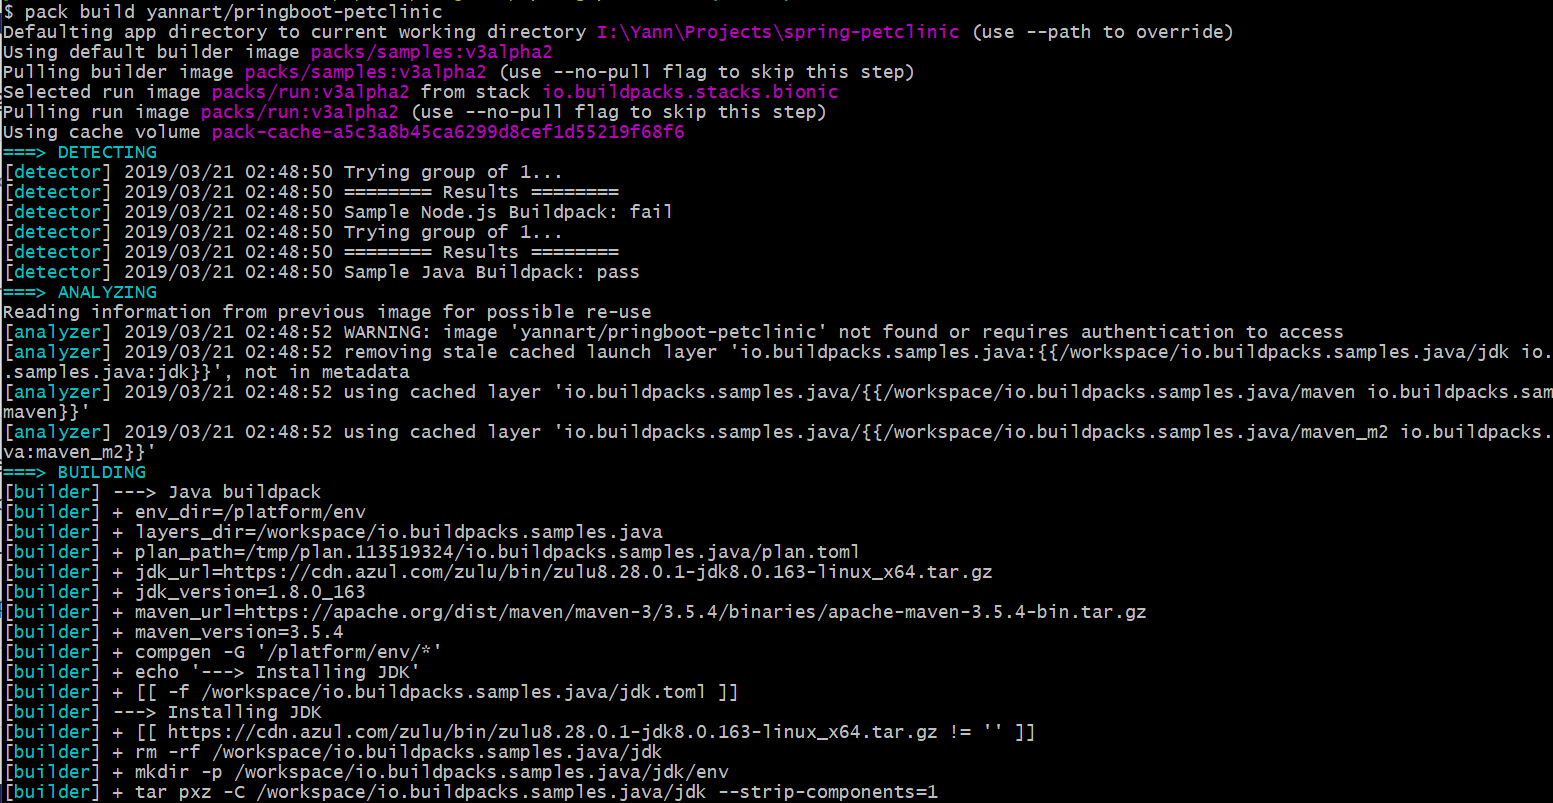 $ pack build yannart/pringboot-petclinic
Defaulting app directory to current working directory I:\Yann\Projects\spring-petclinic (use --path to override)
Using default builder image packs/samples:v3alpha2
Pulling builder image packs/samples:v3alpha2 (use --no-pull flag to skip this step)
Selected run image packs/run:v3alpha2 from stack io.buildpacks.stacks.bionic
Pulling run image packs/run:v3alpha2 (use --no-pull flag to skip this step)
Using cache volume pack-cache-a5c3a8b45ca6299d8cef1d55219f68f6
===> DETECTING
[detector] 2019/03/21 02:48:50 Trying group of 1...
[detector] 2019/03/21 02:48:50 ======== Results ========
[detector] 2019/03/21 02:48:50 Sample Node.js Buildpack: fail
[detector] 2019/03/21 02:48:50 Trying group of 1...
[detector] 2019/03/21 02:48:50 ======== Results ========
[detector] 2019/03/21 02:48:50 Sample Java Buildpack: pass
===> ANALYZING
Reading information from previous image for possible re-use
[analyzer] 2019/03/21 02:48:52 WARNING: image 'yannart/pringboot-petclinic' not found or requires authentication to access
[analyzer] 2019/03/21 02:48:52 removing stale cached launch layer 'io.buildpacks.samples.java:{{/workspace/io.buildpacks.samples.java/jdk io.
.samples.java:jdk}}', not in metadata
[analyzer] 2019/03/21 02:48:52 using cached layer 'io.buildpacks.samples.java/{{/workspace/io.buildpacks.samples.java/maven io.buildpacks.sam
maven}}'
[analyzer] 2019/03/21 02:48:52 using cached layer 'io.buildpacks.samples.java/{{/workspace/io.buildpacks.samples.java/maven_m2 io.buildpacks.
va:maven_m2}}'
===> BUILDING
[builder] ---> Java buildpack
[builder] + env_dir=/platform/env
[builder] + layers_dir=/workspace/io.buildpacks.samples.java
[builder] + plan_path=/tmp/plan.113519324/io.buildpacks.samples.java/plan.toml
[builder] + jdk_url=https://cdn.azul.com/zulu/bin/zulu8.28.0.1-jdk8.0.163-linux_x64.tar.gz
[builder] + jdk_version=1.8.0_163
[builder] + maven_url=https://apache.org/dist/maven/maven-3/3.5.4/binaries/apache-maven-3.5.4-bin.tar.gz
[builder] + maven_version=3.5.4
[builder] + compgen -G '/platform/env/*'
[builder] + echo '---> Installing JDK'
[builder] + [[ -f /workspace/io.buildpacks.samples.java/jdk.toml ]]
[builder] ---> Installing JDK
[builder] + [[ https://cdn.azul.com/zulu/bin/zulu8.28.0.1-jdk8.0.163-linux_x64.tar.gz != '' ]]
[builder] + rm -rf /workspace/io.buildpacks.samples.java/jdk
[builder] + mkdir -p /workspace/io.buildpacks.samples.java/jdk/env
[builder] + tar pxz -C /workspace/io.buildpacks.samples.java/jdk --strip-components=1